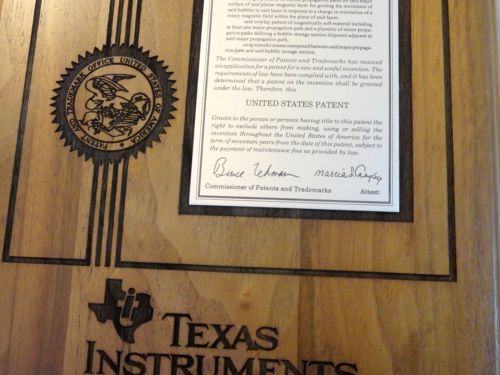 surface of said planar magnetic layer for guiding the movement of
said bubbles in said layer in response to a change in orientation of a
rotary magnetic field within the plane of said layer,
said overlay pattern of magnetically soft material including
at least one major propagation path and a plurality of minor propa-
gation paths defining a bubble storage section disposed adjacent to
said major propagation path,
swap transfer means interposed between said major propaga-
tion path and said bubble storage section.
The Commissioner of Patents and Trademarks has received
an application for a patent for a new and useful invention. The
requirements of law have been complied with, and it has been
determined that a patent on the invention shall be granted
under the law. Therefore, this
UNITED STATES PATENT
Grants to the person or persons having title to this patent the
right to exclude others from making, using or selling the
invention throughout the United States of America for the
term of seventeen years from the date of this patent, subject to
the payment of maintenance fees as provided by law.
Bruce Lehman
Commissioner of Patents and Trademarks
Attest:
PATENT AND TRADEMARK OFFICE UNITED STATES OF AMERICA
TEXAS
INSTRUMENTS